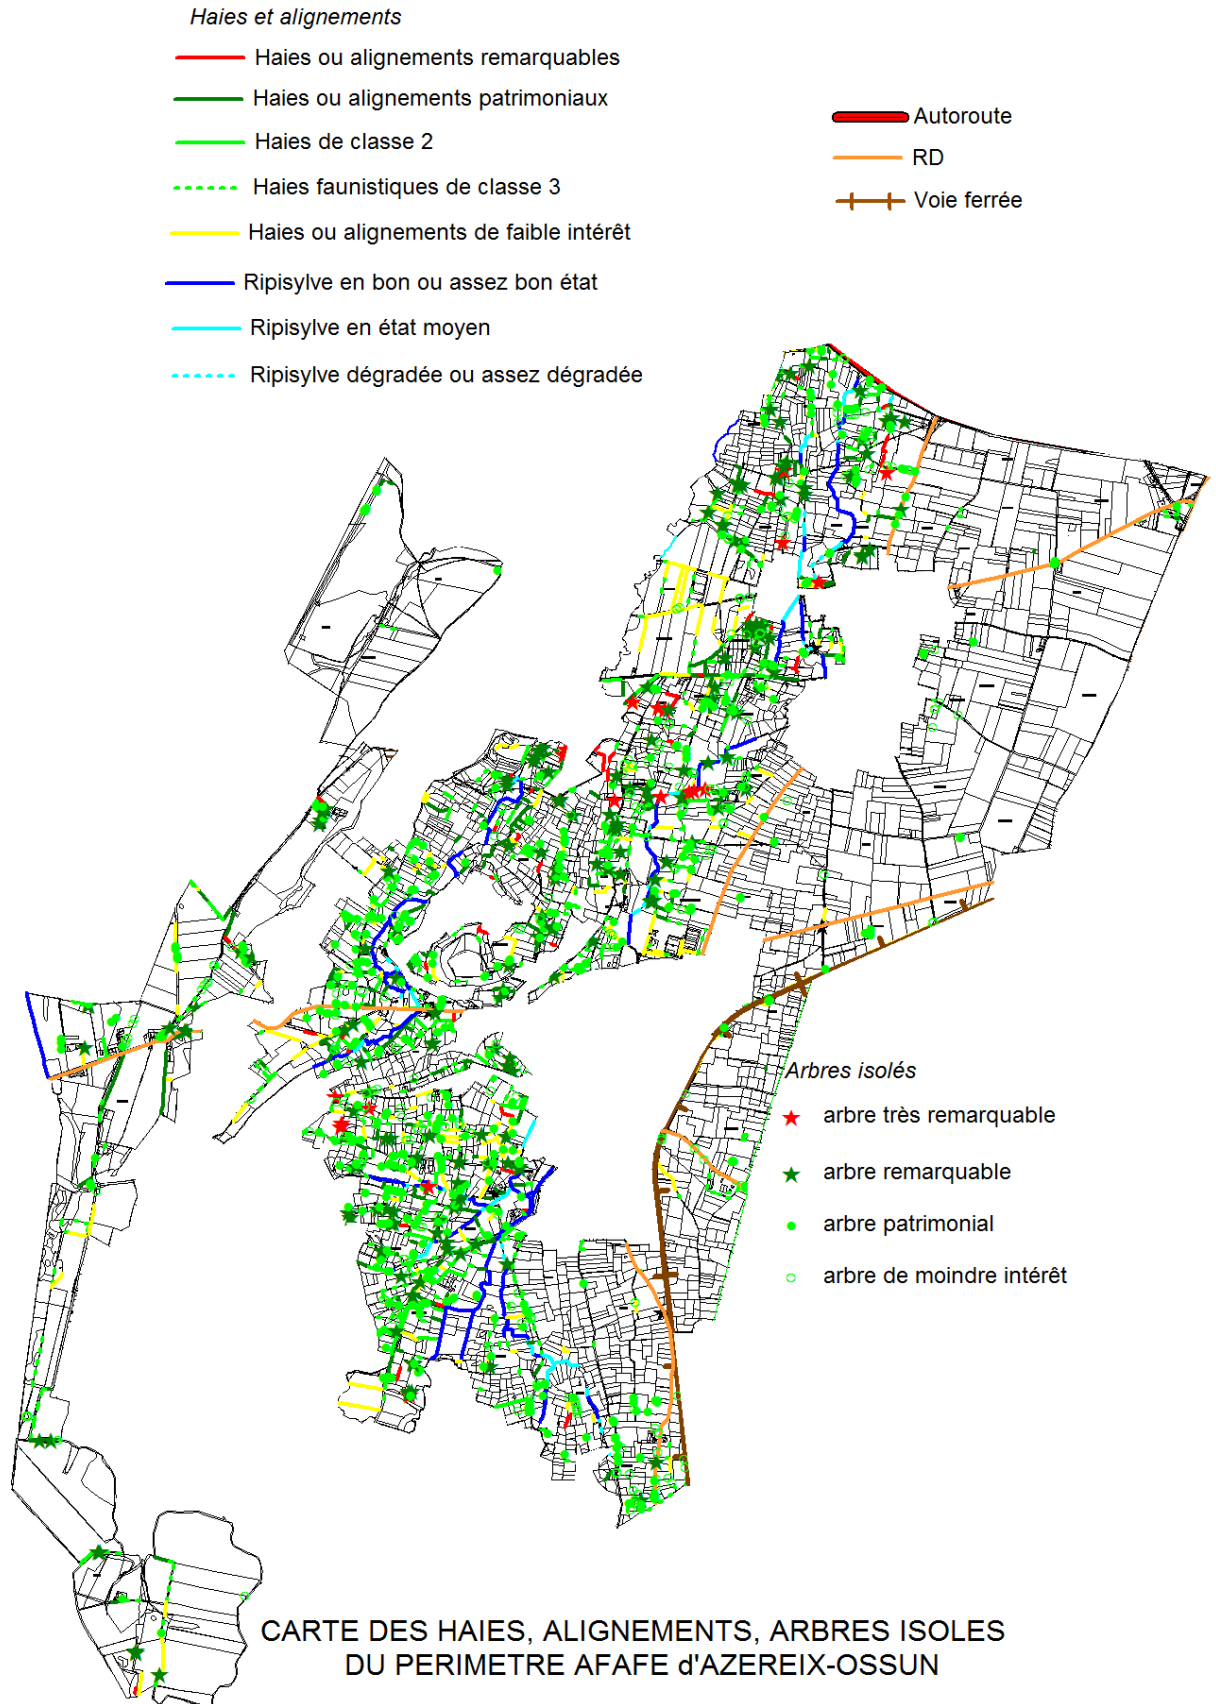 Haies et alignements
Haies ou alignements remarquables
Haies ou alignements patrimoniaux
Haies de classe 2
Haies faunistiques de classe 3
Haies ou alignements de faible intérêt
Ripisylve en bon ou assez bon état
Ripisylve en état moyen
Ripisylve dégradée ou assez dégradée
Autoroute
RD
Voie ferrée
Arbres isolés
arbre très remarquable
arbre remarquable
arbre patrimonial
arbre de moindre intérêt
CARTE DES HAIES, ALIGNEMENTS, ARBRES ISOLES
DU PERIMETRE AFAFE d'AZEREIX-OSSUN